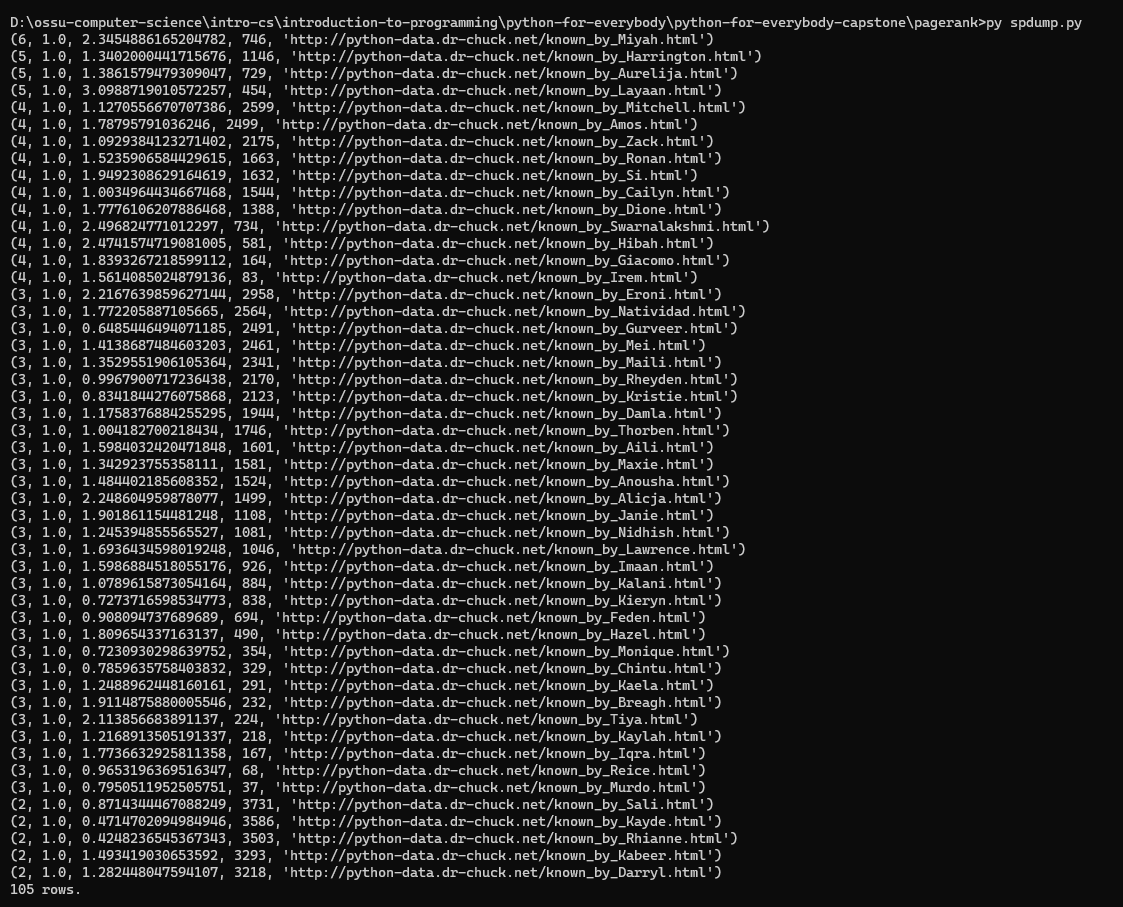 D:\ossu-computer-science\intro-cs\introduction-to-programming\python-for-everybody\python-for-everybody-capstone\pagerank>py spdump.py
(6, 1.0, 2.3454886165204782, 746, 'http://python-data.dr-chuck.net/known_by_Miyah.html')
(5, 1.0, 1.3402000441715676, 1146, 'http://python-data.dr-chuck.net/known_by_Harrington.html')
(5, 1.0, 1.3861579479309047, 729, 'http://python-data.dr-chuck.net/known_by_Aurelija.html')
(5, 1.0, 3.0988719010572257, 454, 'http://python-data.dr-chuck.net/known_by_Layaan.html')
(4, 1.0, 1.1270556670707386, 2599, 'http://python-data.dr-chuck.net/known_by_Mitchell.html')
(4, 1.0, 1.78795791036246, 2499, 'http://python-data.dr-chuck.net/known_by_Amos.html')
(4, 1.0, 1.0929384123271402, 2175, 'http://python-data.dr-chuck.net/known_by_Zack.html')
(4, 1.0, 1.5235906584429615, 1663, 'http://python-data.dr-chuck.net/known_by_Ronan.html')
(4, 1.0, 1.9492308629164619, 1632, 'http://python-data.dr-chuck.net/known_by_Si.html')
(4, 1.0, 1.0034964434667468, 1544, 'http://python-data.dr-chuck.net/known_by_Cailyn.html')
(4, 1.0, 1.7776106207886468, 1388, 'http://python-data.dr-chuck.net/known_by_Dione.html')
(4, 1.0, 2.496824771012297, 734, 'http://python-data.dr-chuck.net/known_by_Swarnalakshmi.html')
(4, 1.0, 2.4741574719081005, 581, 'http://python-data.dr-chuck.net/known_by_Hibah.html')
(4, 1.0, 1.8393267218599112, 164, 'http://python-data.dr-chuck.net/known_by_Giacomo.html')
(4, 1.0, 1.5614085024879136, 83, 'http://python-data.dr-chuck.net/known_by_Irem.html')
(3, 1.0, 2.2167639859627144, 2958, 'http://python-data.dr-chuck.net/known_by_Eroni.html')
(3, 1.0, 1.772205887105665, 2564, 'http://python-data.dr-chuck.net/known_by_Natividad.html')
(3, 1.0, 0.6485446494071185, 2491, 'http://python-data.dr-chuck.net/known_by_Gurveer.html')
(3, 1.0, 1.4138687484603203, 2461, 'http://python-data.dr-chuck.net/known_by_Mei.html')
(3, 1.0, 1.3529551906105364, 2341, 'http://python-data.dr-chuck.net/known_by_Maili.html')
(3, 1.0, 0.9967900717236438, 2170, 'http://python-data.dr-chuck.net/known_by_Rheyden.html')
(3, 1.0, 0.8341844276075868, 2123, 'http://python-data.dr-chuck.net/known_by_Kristie.html')
(3, 1.0, 1.1758376884255295, 1944, 'http://python-data.dr-chuck.net/known_by_Damla.html')
(3, 1.0, 1.004182700218434, 1746, 'http://python-data.dr-chuck.net/known_by_Thorben.html')
(3, 1.0, 1.5984032420471848, 1601, 'http://python-data.dr-chuck.net/known_by_Aili.html')
(3, 1.0, 1.342923755358111, 1581, 'http://python-data.dr-chuck.net/known_by_Maxie.html')
(3, 1.0, 1.484402185608352, 1524, 'http://python-data.dr-chuck.net/known_by_Anousha.html')
(3, 1.0, 2.248604959878077, 1499, 'http://python-data.dr-chuck.net/known_by_Alicja.html')
(3, 1.0, 1.901861154481248, 1108, 'http://python-data.dr-chuck.net/known_by_Janie.html')
(3, 1.0, 1.245394855565527, 1081, 'http://python-data.dr-chuck.net/known_by_Nidhish.html')
(3, 1.0, 1.6936434598019248, 1046, 'http://python-data.dr-chuck.net/known_by_Lawrence.html')
(3, 1.0, 1.5986884518055176, 926, 'http://python-data.dr-chuck.net/known_by_Imaan.html')
(3, 1.0, 1.0789615873054164, 884, 'http://python-data.dr-chuck.net/known_by_Kalani.html')
(3, 1.0, 0.7273716598534773, 838, 'http://python-data.dr-chuck.net/known_by_Kieryn.html')
(3, 1.0, 0.908094737689689, 694, 'http://python-data.dr-chuck.net/known_by_Feden.html')
(3, 1.0, 1.809654337163137, 490, 'http://python-data.dr-chuck.net/known_by_Hazel.html')
(3, 1.0, 0.7230930298639752, 354, 'http://python-data.dr-chuck.net/known_by_Monique.html')
(3, 1.0, 0.7859635758403832, 329, 'http://python-data.dr-chuck.net/known_by_Chintu.html')
(3, 1.0, 1.2488962448160161, 291, 'http://python-data.dr-chuck.net/known_by_Kaela.html')
(3, 1.0, 1.9114875880005546, 232, 'http://python-data.dr-chuck.net/known_by_Breagh.html')
(3, 1.0, 2.113856683891137, 224, 'http://python-data.dr-chuck.net/known_by_Tiya.html')
(3, 1.0, 1.2168913505191337, 218, 'http://python-data.dr-chuck.net/known_by_Kaylah.html')
(3, 1.0, 1.7736632925811358, 167, 'http://python-data.dr-chuck.net/known_by_Iqra.html')
(3, 1.0, 0.9653196369516347, 68, 'http://python-data.dr-chuck.net/known_by_Reice.html')
(3, 1.0, 0.7950511952505751, 37, 'http://python-data.dr-chuck.net/known_by_Murdo.html')
(2, 1.0, 0.8714344467088249, 3731, 'http://python-data.dr-chuck.net/known_by_Sali.html')
(2, 1.0, 0.4714702094984946, 3586, 'http://python-data.dr-chuck.net/known_by_Kayde.html')
(2, 1.0, 0.4248236545367343, 3503, 'http://python-data.dr-chuck.net/known_by_Rhianne.html')
(2, 1.0, 1.493419030653592, 3293, 'http://python-data.dr-chuck.net/known_by_Kabeer.html')
(2, 1.0, 1.282448047594107, 3218, 'http://python-data.dr-chuck.net/known_by_Darryl.html')
105 rows.